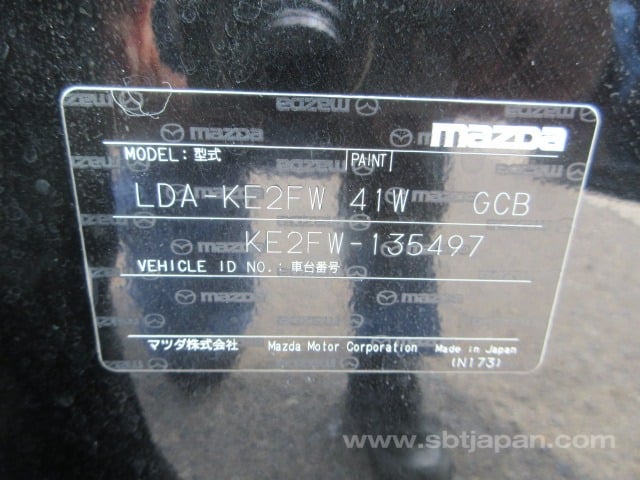 mazda
MODEL: 型式 PAINT
LDA-KE2FW 41W GCB
KE2FW-135497
VEHICLE ID NO.: 車台番号
マツダ株式会社 Mazda Motor Corporation Made in Japan
(N173)
www.sbtjapan.com